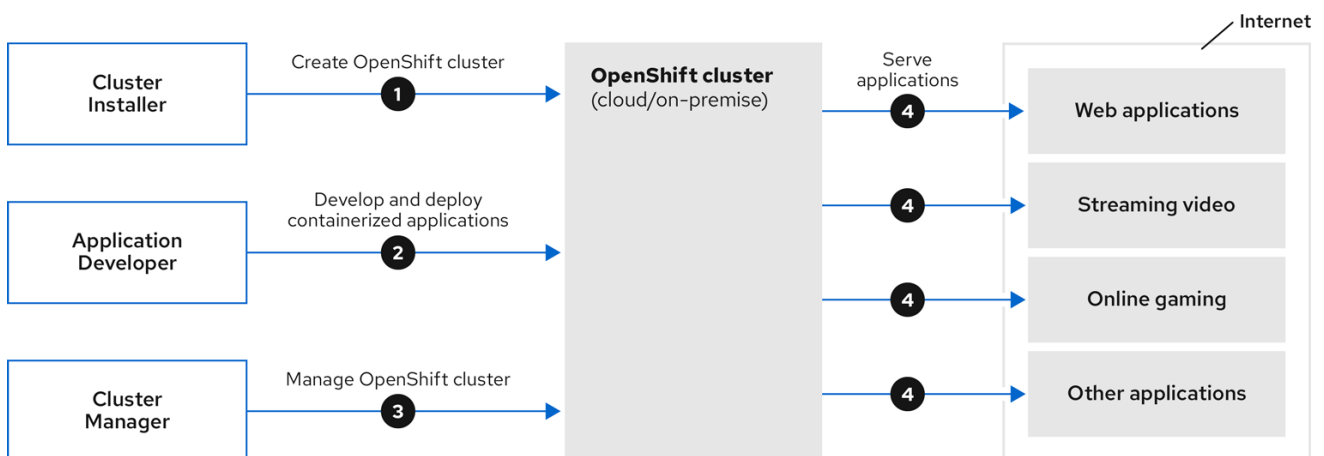 Internet
Cluster
Installer
Create OpenShift cluster
1
OpenShift cluster
(cloud/on-premise)
Serve
applications
4
Web applications
Application
Developer
Develop and deploy
containerized applications
2
4
Streaming video
4
Online gaming
Cluster
Manager
Manage OpenShift cluster
3
4
Other applications